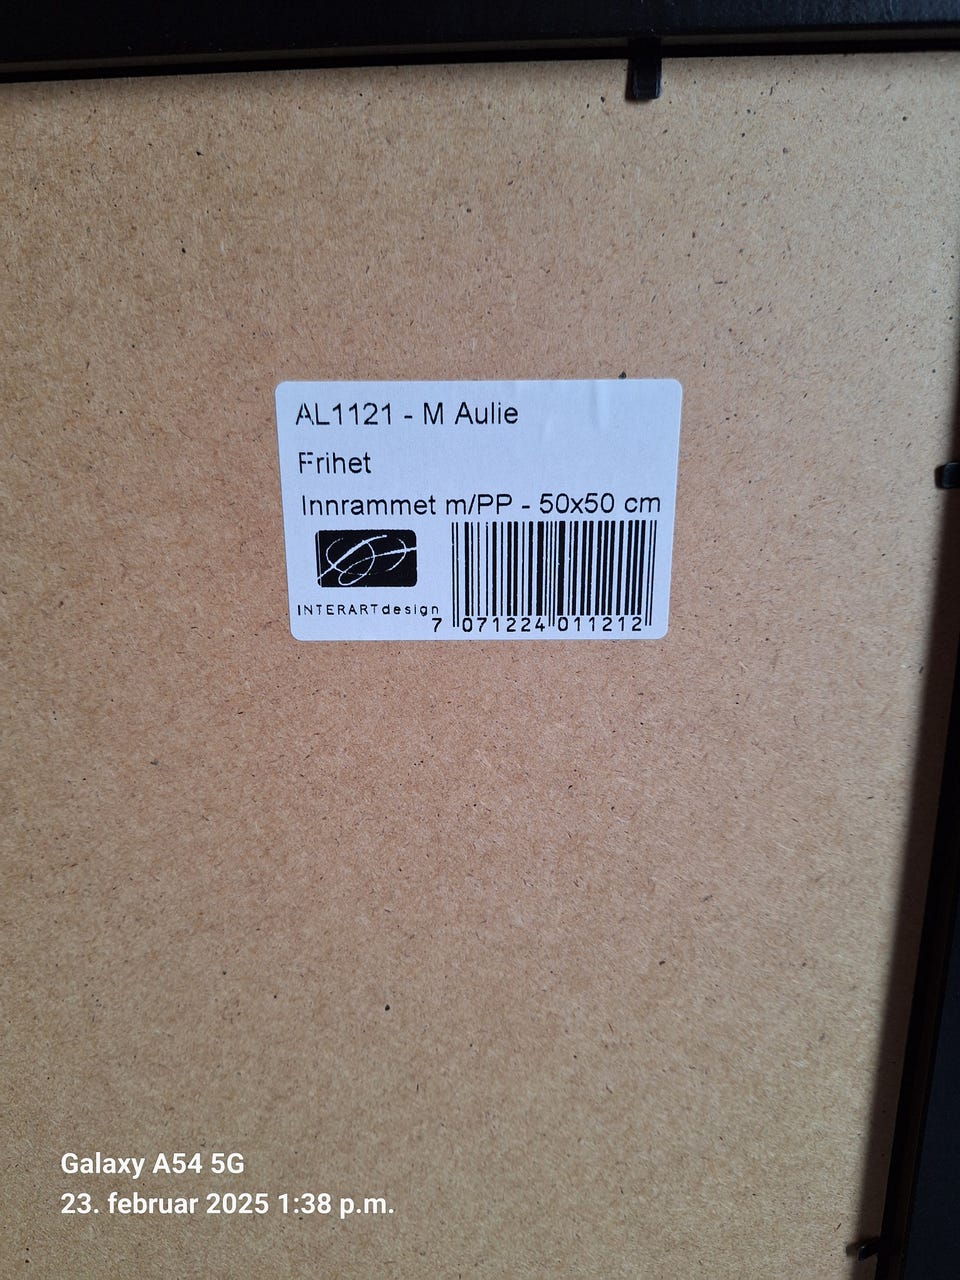 AL1121 - M Aulie
Frihet
Innrammet m/PP - 50x50 cm
INTERARTdesign
7 071224 011212
Galaxy A54 5G
23. februar 2025 1:38 p.m.